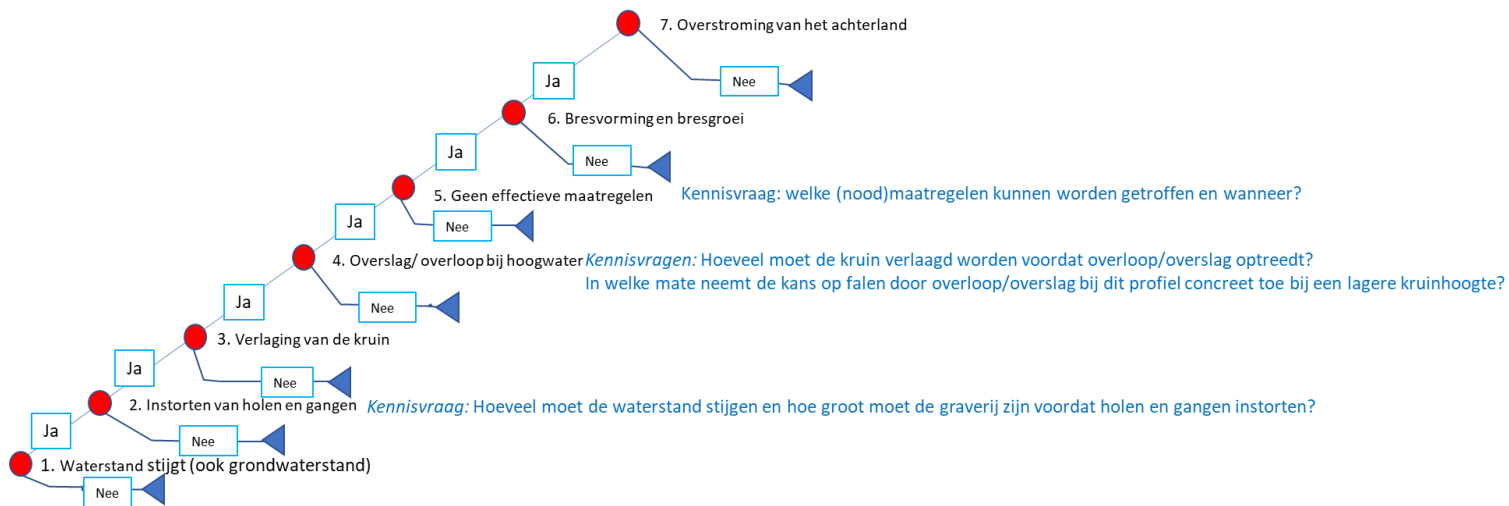 7. Overstroming van het achterland
Ja
Nee
6. Bresvorming en bresgroei
Ja
Nee
5. Geen effectieve maatregelen
Kennisvraag: welke (nood)maatregelen kunnen worden getroffen en wanneer?
Ja
Nee
4. Overslag/ overloop bij hoogwater
Kennisvragen: Hoeveel moet de kruin verlaagd worden voordat overloop/overslag optreedt?
In welke mate neemt de kans op falen door overloop/overslag bij dit profiel concreet toe bij een lagere kruinhoogte?
Ja
Nee
3. Verlaging van de kruin
Ja
Nee
2. Instorten van holen en gangen
Kennisvraag: Hoeveel moet de waterstand stijgen en hoe groot moet de graverij zijn voordat holen en gangen instorten?
Ja
Nee
1. Waterstand stijgt (ook grondwaterstand)
Nee